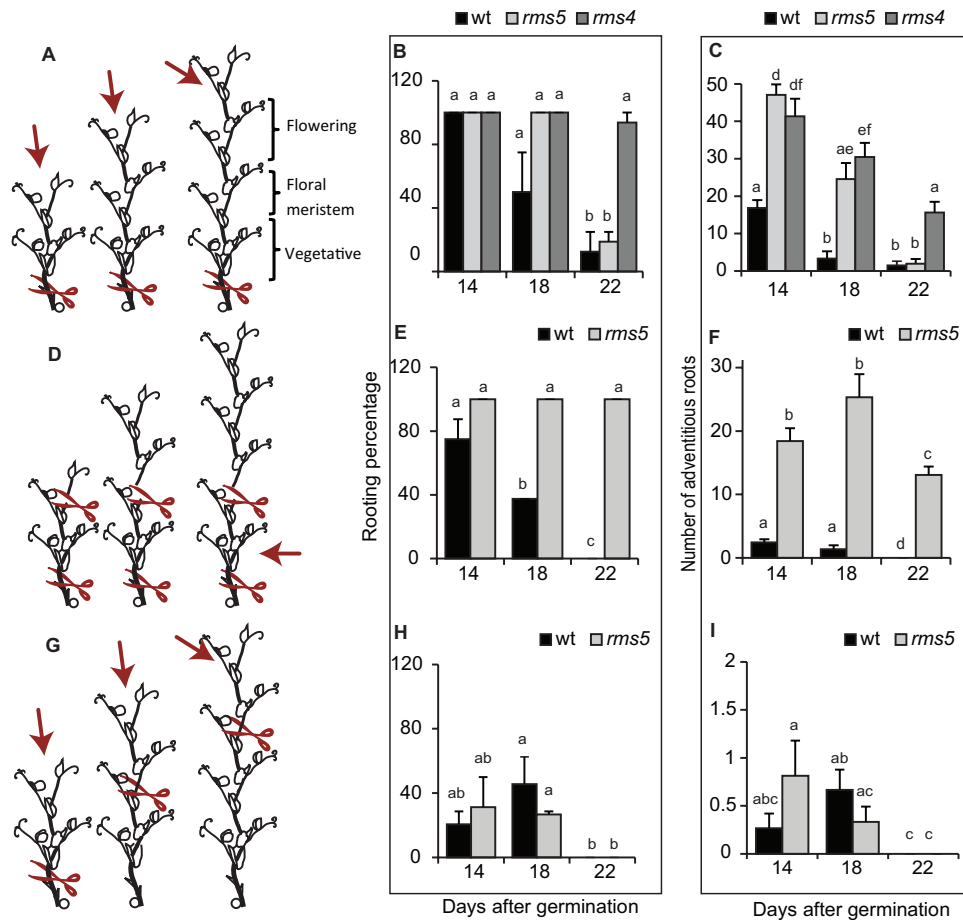 wt rms5 rms4
wt rms5 rms4
A
Flowering
Floral
meristem
Vegetative
B
120
80
40
0
a a a
a a a
b b a
14 18 22
C
50
40
30
20
10
0
a d df
b ae ef
b b a
14 18 22
D
wt rms5
E
120
80
40
0
a a
b a
c a
14 18 22
Rooting percentage
wt rms5
F
30
20
10
0
a b
a b
d c
14 18 22
Number of adventitious roots
G
wt rms5
H
120
80
40
0
ab ab
ab a
b b
14 18 22
Days after germination
wt rms5
I
2
1.5
1
0.5
0
abc a
ab ac
c c
14 18 22
Days after germination